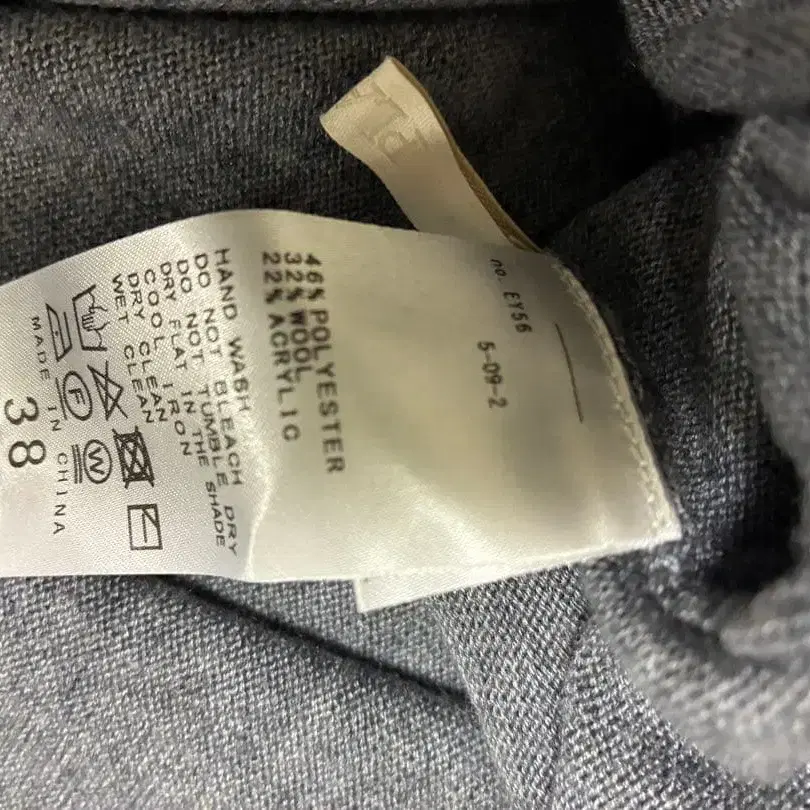 no. EY56
5-09-2
46% POLYESTER
32% WOOL
22% ACRYLIC
HAND WASH
DO NOT BLEACH
DO NOT TUMBLE DRY
DRY FLAT IN THE SHADE
COOL IRON
DRY CLEAN
WET CLEAN
F
W
MADE IN CHINA
38